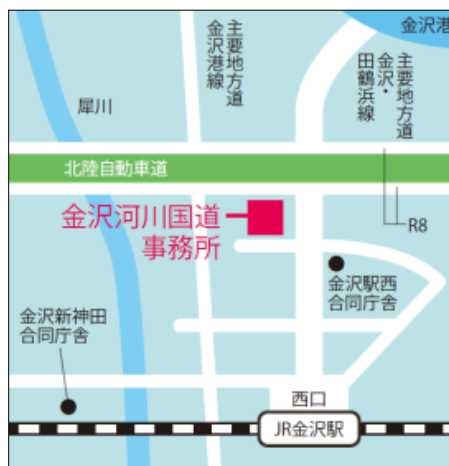 金沢港
主要地方道
金沢港線
主要地方道
金沢・
田鶴浜線
犀川
北陸自動車道
金沢河川国道
事務所
R8
金沢駅西
合同庁舎
金沢新神田
合同庁舎
西口
JR金沢駅